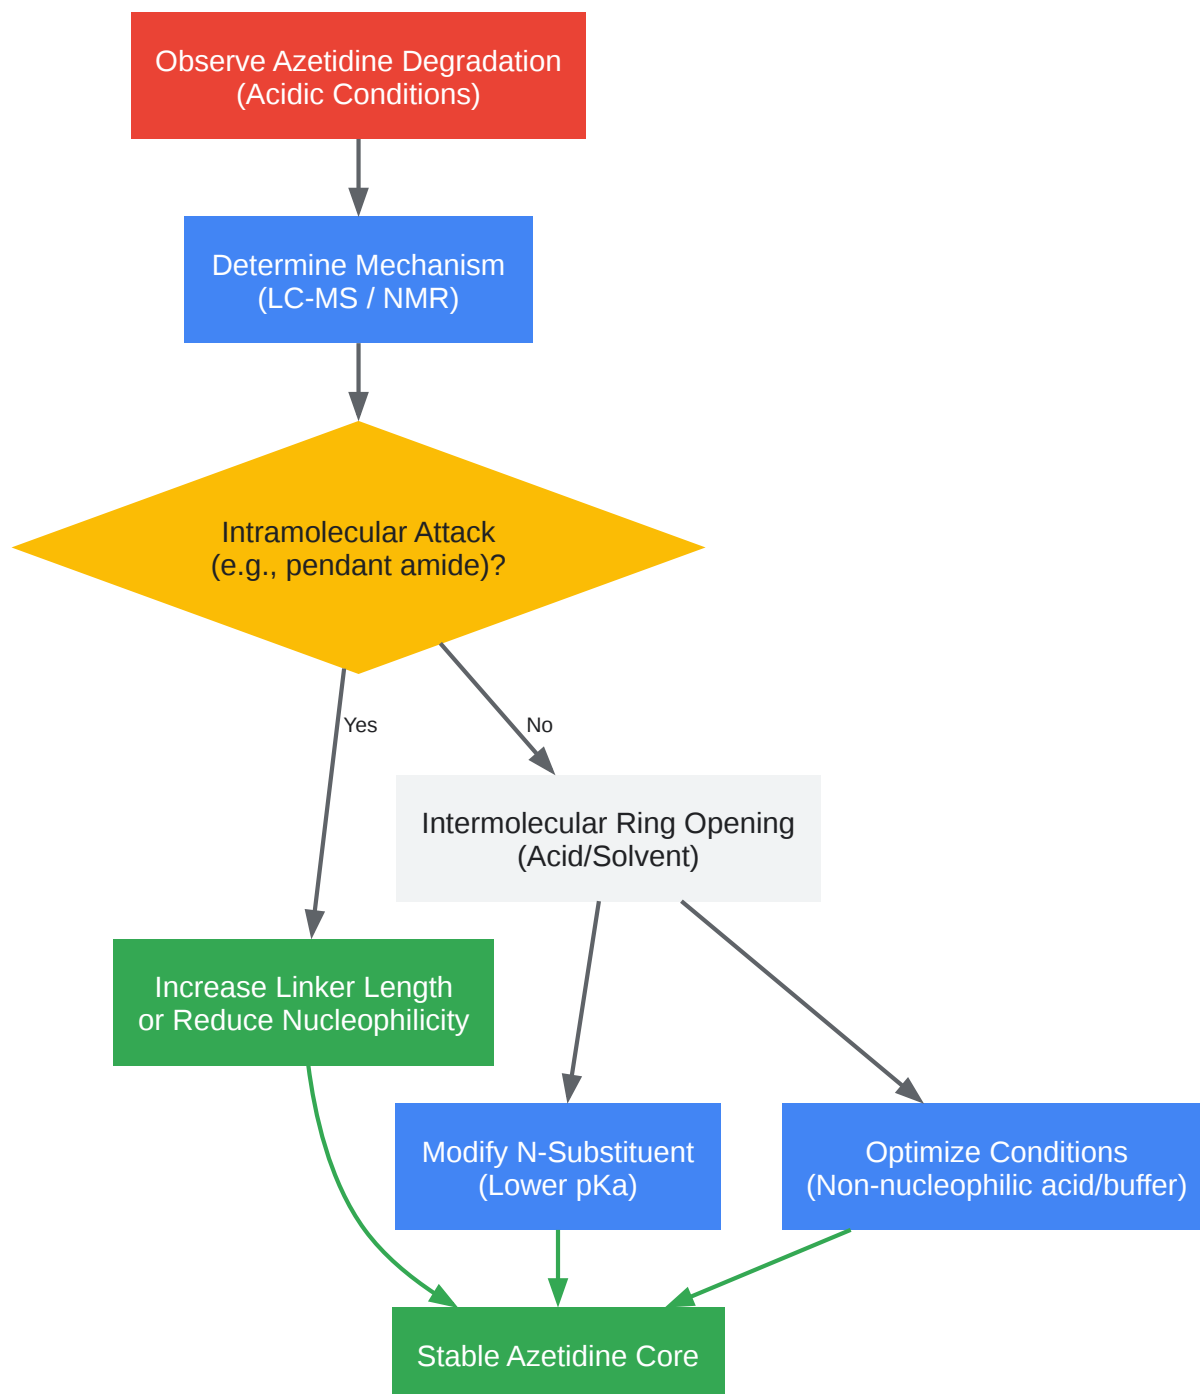 Observe Azetidine Degradation
(Acidic Conditions)
Determine Mechanism
(LC-MS / NMR)
Intramolecular Attack
(e.g., pendant amide)?
Yes
No
Intermolecular Ring Opening
(Acid/Solvent)
Increase Linker Length
or Reduce Nucleophilicity
Modify N-Substituent
(Lower pKa)
Optimize Conditions
(Non-nucleophilic acid/buffer)
Stable Azetidine Core